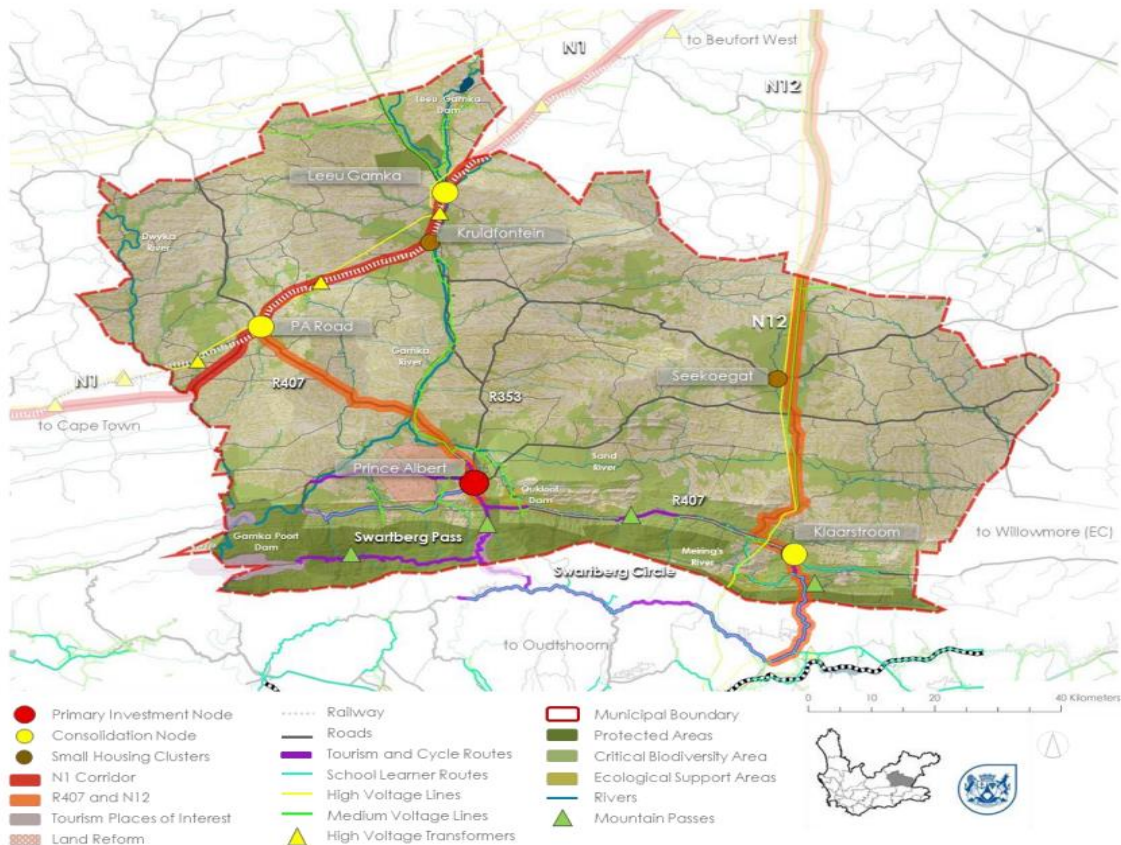 N1
to Beufort West
N12
Leeu Gamka
Dam
Leeu Gamka
Kruidfontein
Dwyka
River
PA Road
N12
Gamka
River
Seekoegat
N1
R407
R353
to Cape Town
Sand
River
Prince Albert
Dam
R407
Klaarstroom
Gamka Poort
Dam
Swartberg Pass
to Willowmore (EC)
Meiring's
River
Swartberg Circle
to Oudtshoorn
0 10 20 40 Kilometers
Primary Investment Node
Consolidation Node
Small Housing Clusters
N1 Corridor
R407 and N12
Tourism Places of Interest
Land Reform
Railway
Roads
Tourism and Cycle Routes
School Learner Routes
High Voltage Lines
Medium Voltage Lines
High Voltage Transformers
Municipal Boundary
Protected Areas
Critical Biodiversity Area
Ecological Support Areas
Rivers
Mountain Passes